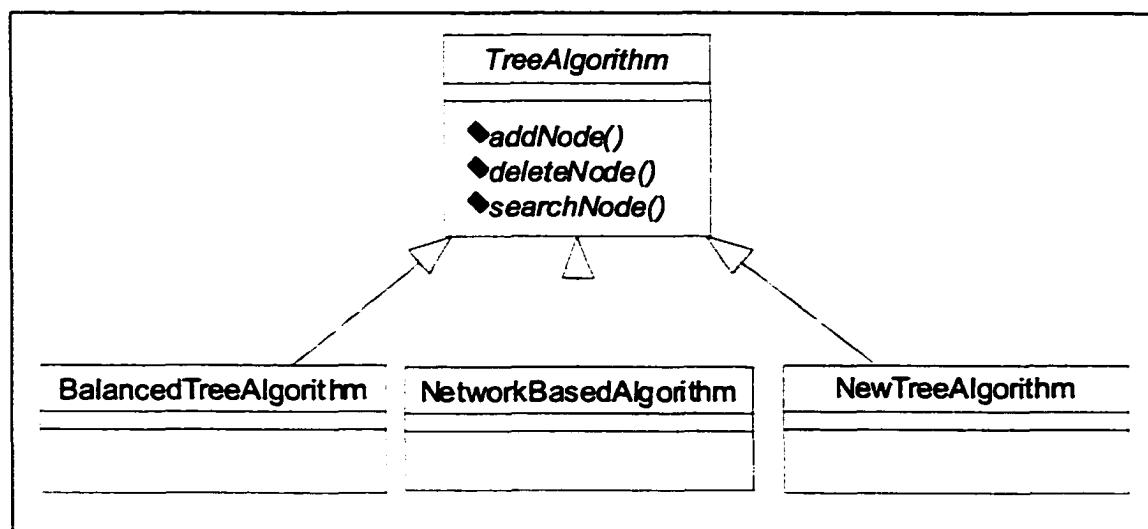 TreeAlgorithm
addNode()
deleteNode()
searchNode()
BalancedTreeAlgorithm
NetworkBasedAlgorithm
NewTreeAlgorithm